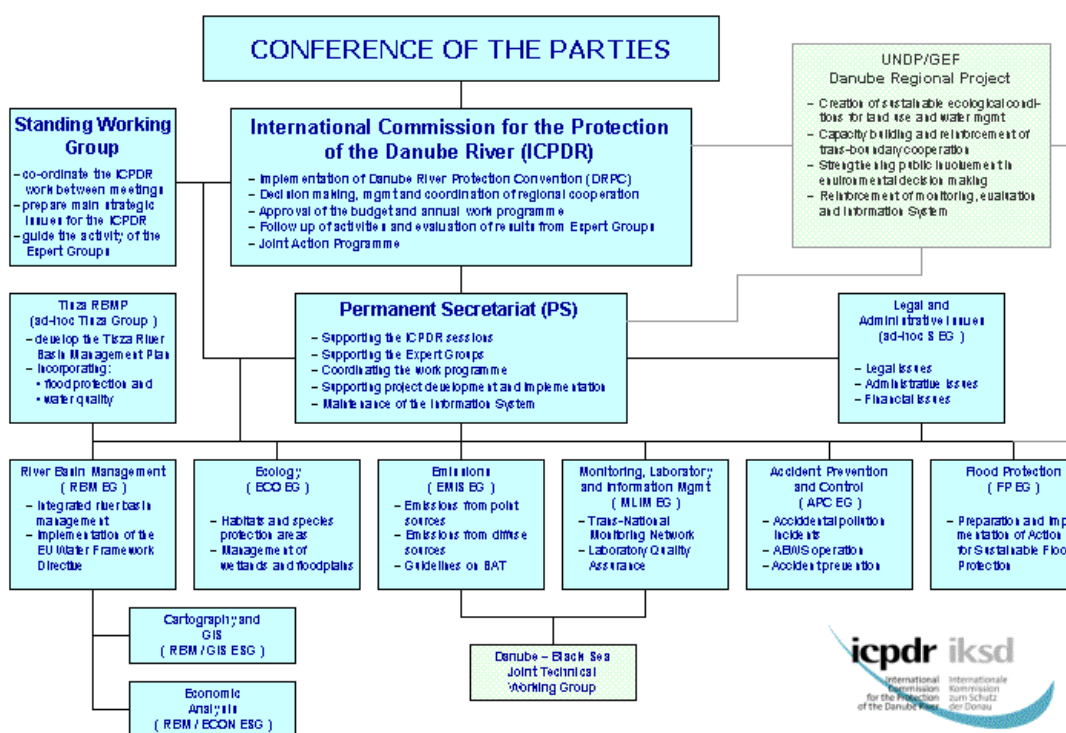 CONFERENCE OF THE PARTIES
UNDP/GEF
Danube Regional Project
– Creation of sustainable ecological condi-
tions for land use and water mgmt
– Capacity building and reinforcement of
trans-boundary cooperation
– Strengthening public involvement in
environmental decision making
– Reinforcement of monitoring, evaluation
and Information System
Standing Working
Group
– co-ordinate the ICPDR
work between meetings
– prepare main strategic
issues for the ICPDR
– guide the activity of the
Expert Groups
International Commission for the Protection
of the Danube River (ICPDR)
– Implementation of Danube River Protection Convention (DRPC)
– Decision making, mgmt and coordination of regional cooperation
– Approval of the budget and annual work programme
– Follow up of activities and evaluation of results from Expert Groups
– Joint Action Programme
Tisza RBMP
(ad-hoc Tisza Group )
– develop the Tisza River
Basin Management Plan
– Incorporating:
• flood protection and
• water quality
Permanent Secretariat (PS)
– Supporting the ICPDR sessions
– Supporting the Expert Groups
– Coordinating the work programme
– Supporting project development and implementation
– Maintenance of the Information System
Legal and
Administrative Issues
(ad-hoc S EG )
– Legal issues
– Administrative issues
– Financial issues
River Basin Management
( RBM EG )
– Integrated river basin
management
– Implementation of the
EU Water Framework
Directive
Ecology
( ECO EG )
– Habitats and species
protection areas
– Management of
wetlands and floodplains
Emissions
( EMIS EG )
– Emissions from point
sources
– Emissions from diffuse
sources
– Guidelines on BAT
Monitoring, Laboratory
and Information Mgmt
( MLIM EG )
– Trans-National
Monitoring Network
– Laboratory Quality
Assurance
Accident Prevention
and Control
( APC EG )
– Accidental pollution
incidents
– AEWS operation
– Accident prevention
Flood Protection
( FP EG )
– Preparation and Imp
mentation of Action
for Sustainable Floo
Protection
Cartography and
GIS
( RBM / GIS ESG )
Economic
Analysis
( RBM / ECON ESG )
Danube – Black Sea
Joint Technical
Working Group
icpdr iksd
International Internationale
Commission Kommission
for the Protection zum Schutz
of the Danube River der Donau